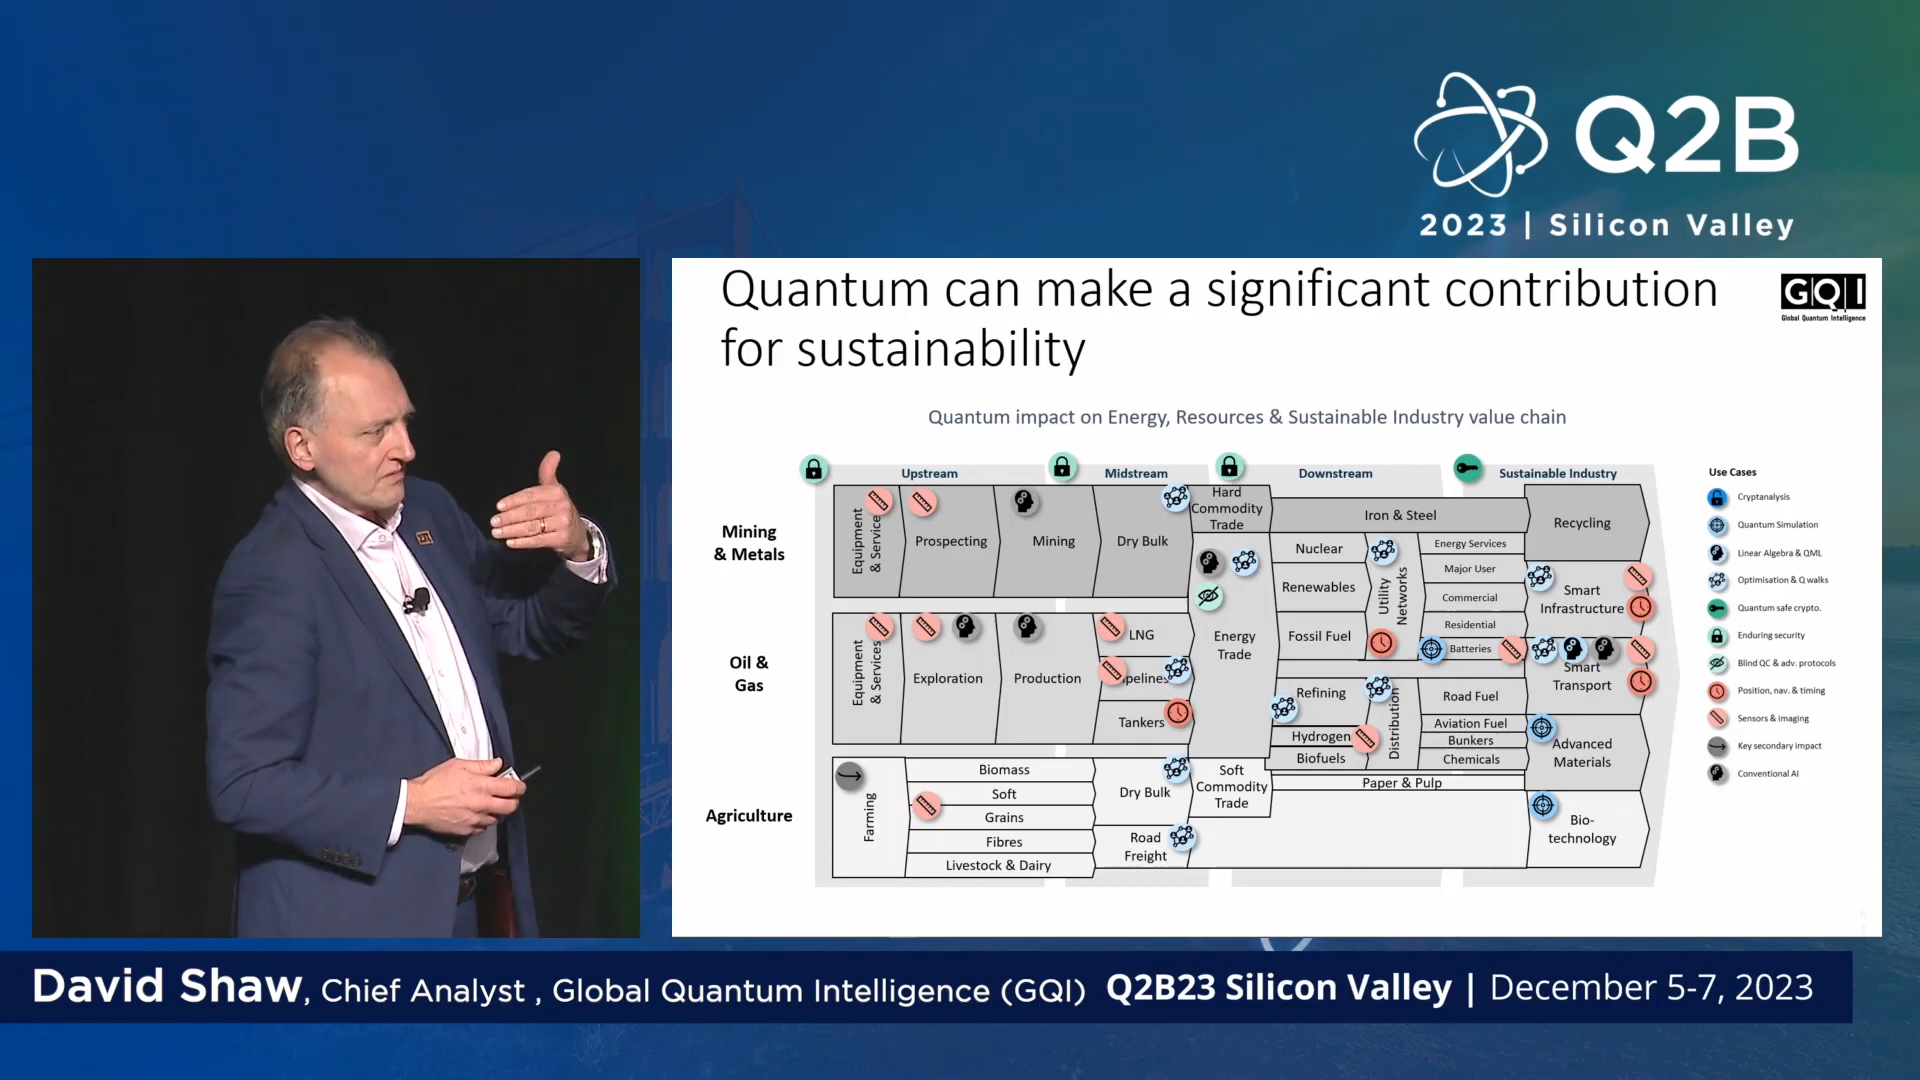 Q2B
2023 | Silicon Valley
Quantum can make a significant contribution
for sustainability
GQI
Global Quantum Intelligence
Quantum impact on Energy, Resources & Sustainable Industry value chain
Upstream
Midstream
Downstream
Sustainable Industry
Mining
& Metals
Equipment
& Service
Prospecting
Mining
Dry Bulk
Hard
Commodity
Trade
Iron & Steel
Recycling
Nuclear
Renewables
Fossil Fuel
Utility
Networks
Energy Services
Major User
Commercial
Residential
Batteries
Smart
Infrastructure
Oil &
Gas
Equipment
& Services
Exploration
Production
LNG
pelines
Tankers
Energy
Trade
Refining
Hydrogen
Biofuels
Distribution
Road Fuel
Aviation Fuel
Bunkers
Chemicals
Smart
Transport
Advanced
Materials
Agriculture
Farming
Biomass
Soft
Grains
Fibres
Livestock & Dairy
Dry Bulk
Road
Freight
Soft
Commodity
Trade
Paper & Pulp
Bio-
technology
Use Cases
Cryptanalysis
Quantum Simulation
Linear Algebra & QML
Optimisation & Q walks
Quantum safe crypto.
Enduring security
Blind QC & adv. protocols
Position, nav. & timing
Sensors & imaging
Key secondary impact
Conventional AI
David Shaw, Chief Analyst , Global Quantum Intelligence (GQI)
Q2B23 Silicon Valley | December 5-7, 2023